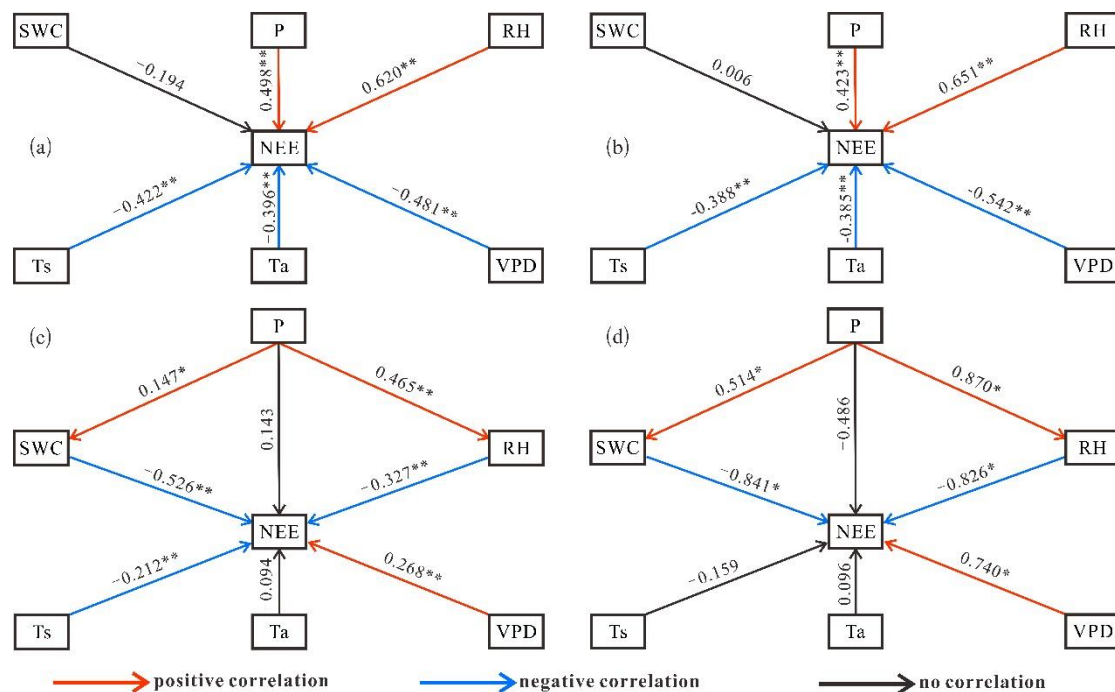 SWC P RH SWC P RH
−0.194 0.498** 0.620** 0.006 0.423** 0.651**
(a) NEE (b) NEE
−0.422** −0.396** −0.481** -0.388** -0.385** -0.542**
Ts Ta VPD Ts Ta VPD
(c) P (d) P
0.147* 0.143 0.465** 0.514* −0.486 0.870*
SWC RH SWC RH
−0.526** −0.327** −0.841* −0.826*
NEE NEE
−0.212** 0.094 0.268** −0.159 0.096 0.740*
Ts Ta VPD Ts Ta VPD
positive correlation negative correlation no corrclation